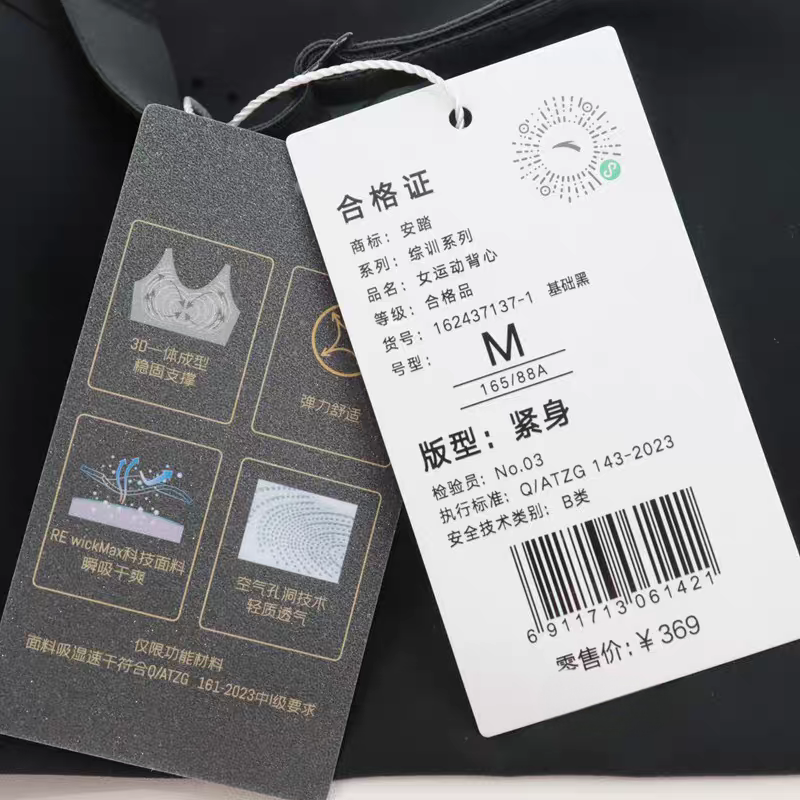 3D一体成型
稳固支撑
弹力舒适
RE wickMax科技面料
瞬吸干爽
空气孔洞技术
轻质透气
仅限功能材料
面料吸湿速干符合Q/ATZG 161-2023中I级要求
合格证
商标：安踏
系列：综训系列
品名：女运动背心
等级：合格品
货号：162437137-1 基础黑
号型：
M
165/88A
版型：紧身
检验员：No.03
执行标准：Q/ATZG 143-2023
安全技术类别：B类
6 911713 061421
零售价：￥369